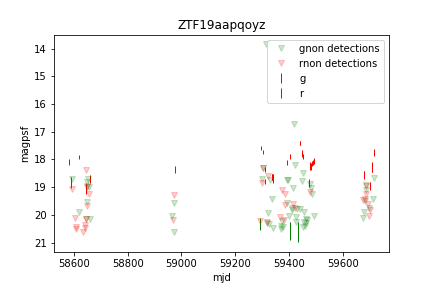 ZTF19aapqoyz
gnon detections
rnon detections
g
r
magpsf
14
15
16
17
18
19
20
21
58600
58800
59000
59200
59400
59600
mjd